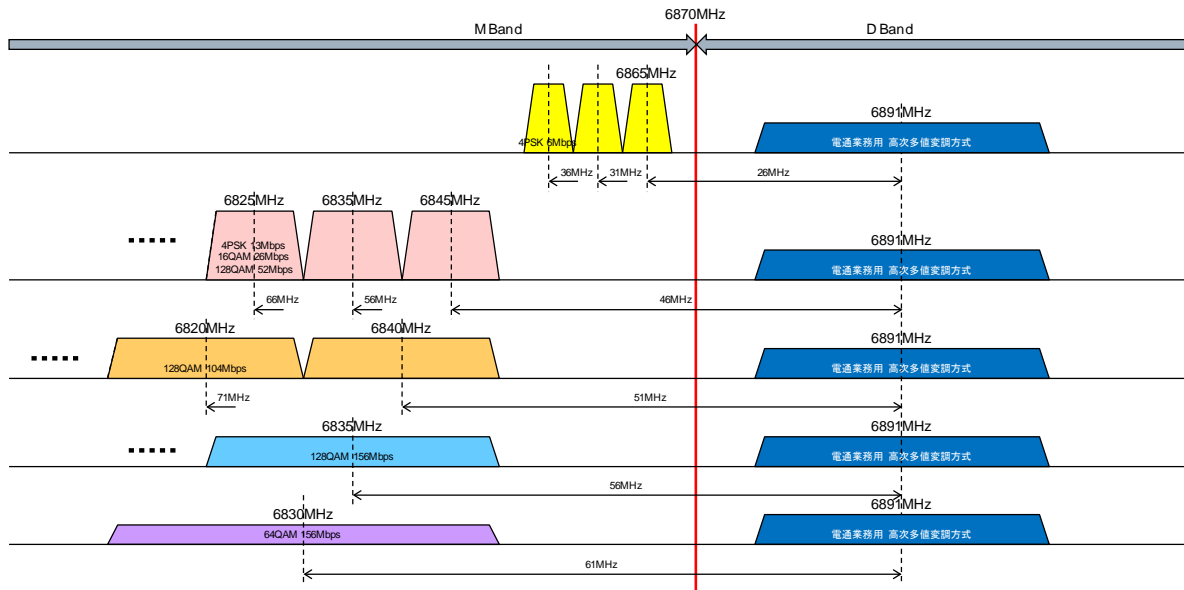 6870MHz
M Band
D Band
6865MHz
6891MHz
4PSK 6Mbps
電通業務用 高次多値変調方式
36MHz
31MHz
26MHz
6825MHz
6835MHz
6845MHz
6891MHz
4PSK 13Mbps
16QAM 26Mbps
128QAM 52Mbps
電通業務用 高次多値変調方式
66MHz
56MHz
46MHz
6820MHz
6840MHz
6891MHz
128QAM 104Mbps
電通業務用 高次多値変調方式
71MHz
51MHz
6835MHz
6891MHz
128QAM 156Mbps
電通業務用 高次多値変調方式
56MHz
6830MHz
6891MHz
64QAM 156Mbps
電通業務用 高次多値変調方式
61MHz